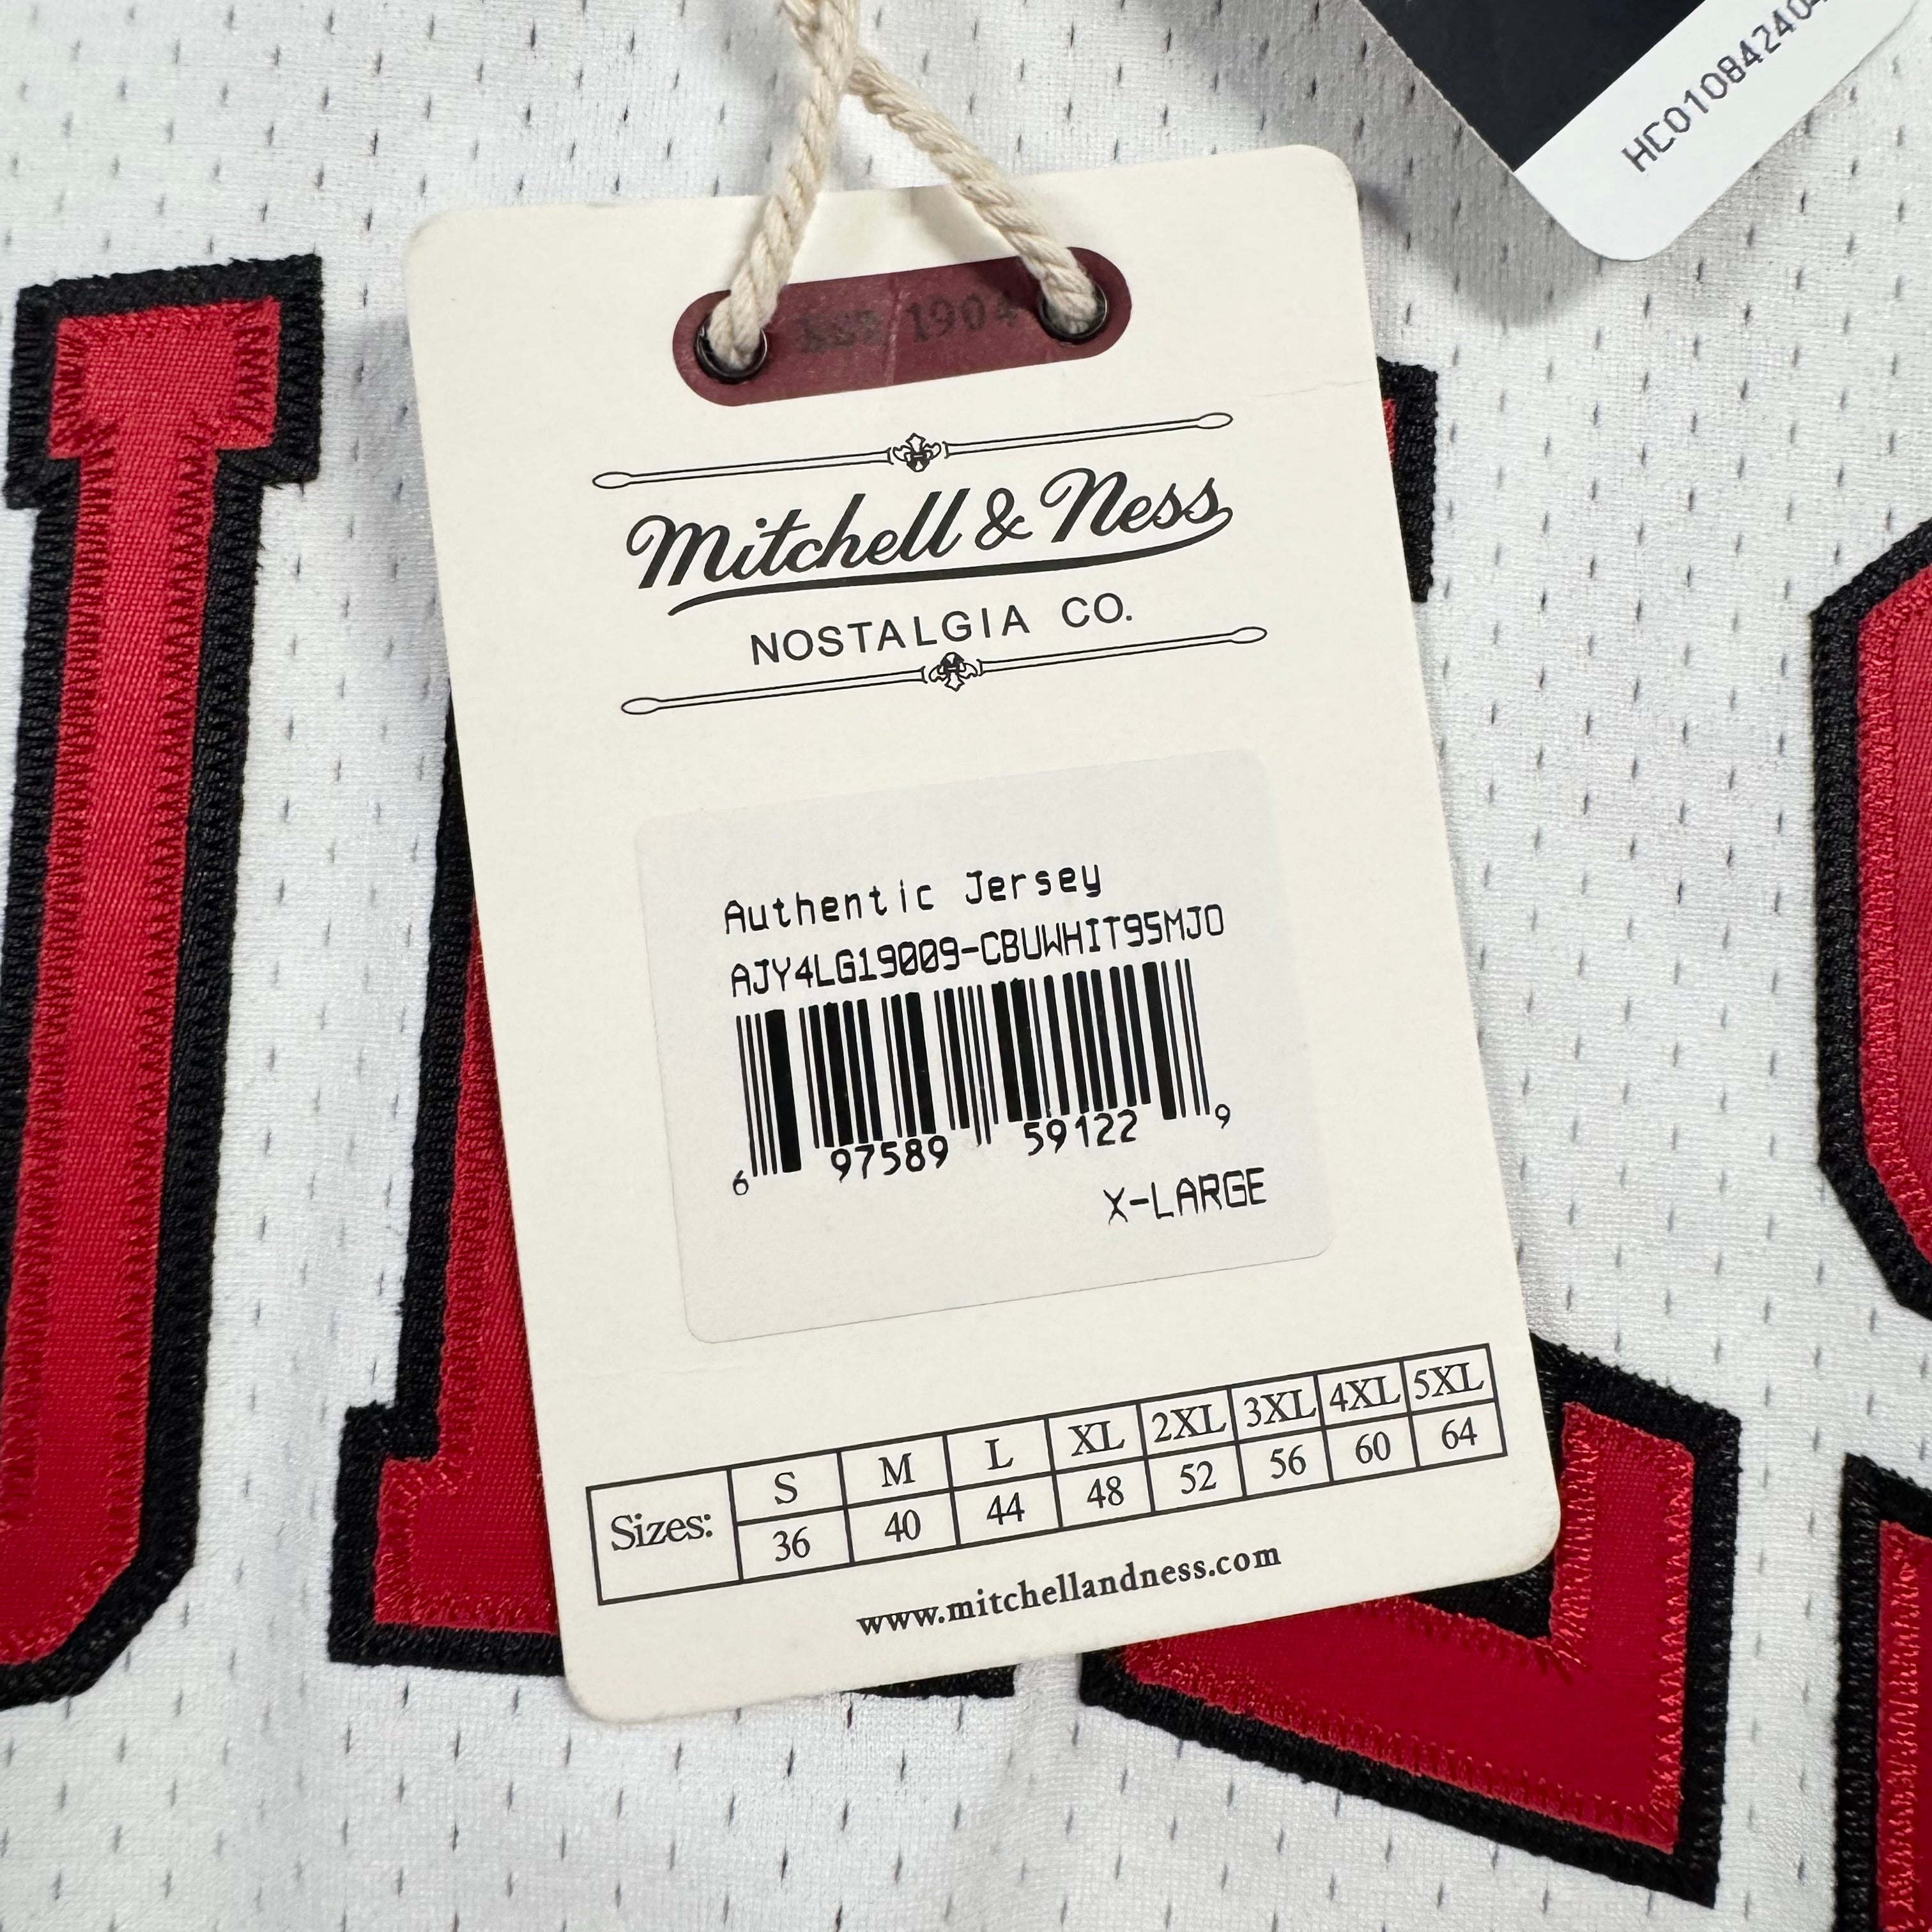 HC010842404
EST 1904
Mitchell & Ness
NOSTALGIA CO.
Authentic Jersey
AJY4LG19009-CBUWHIT95MJO
6 97589 59122 9
X-LARGE
Sizes: S M L XL 2XL 3XL 4XL 5XL
36 40 44 48 52 56 60 64
www.mitchellandness.com